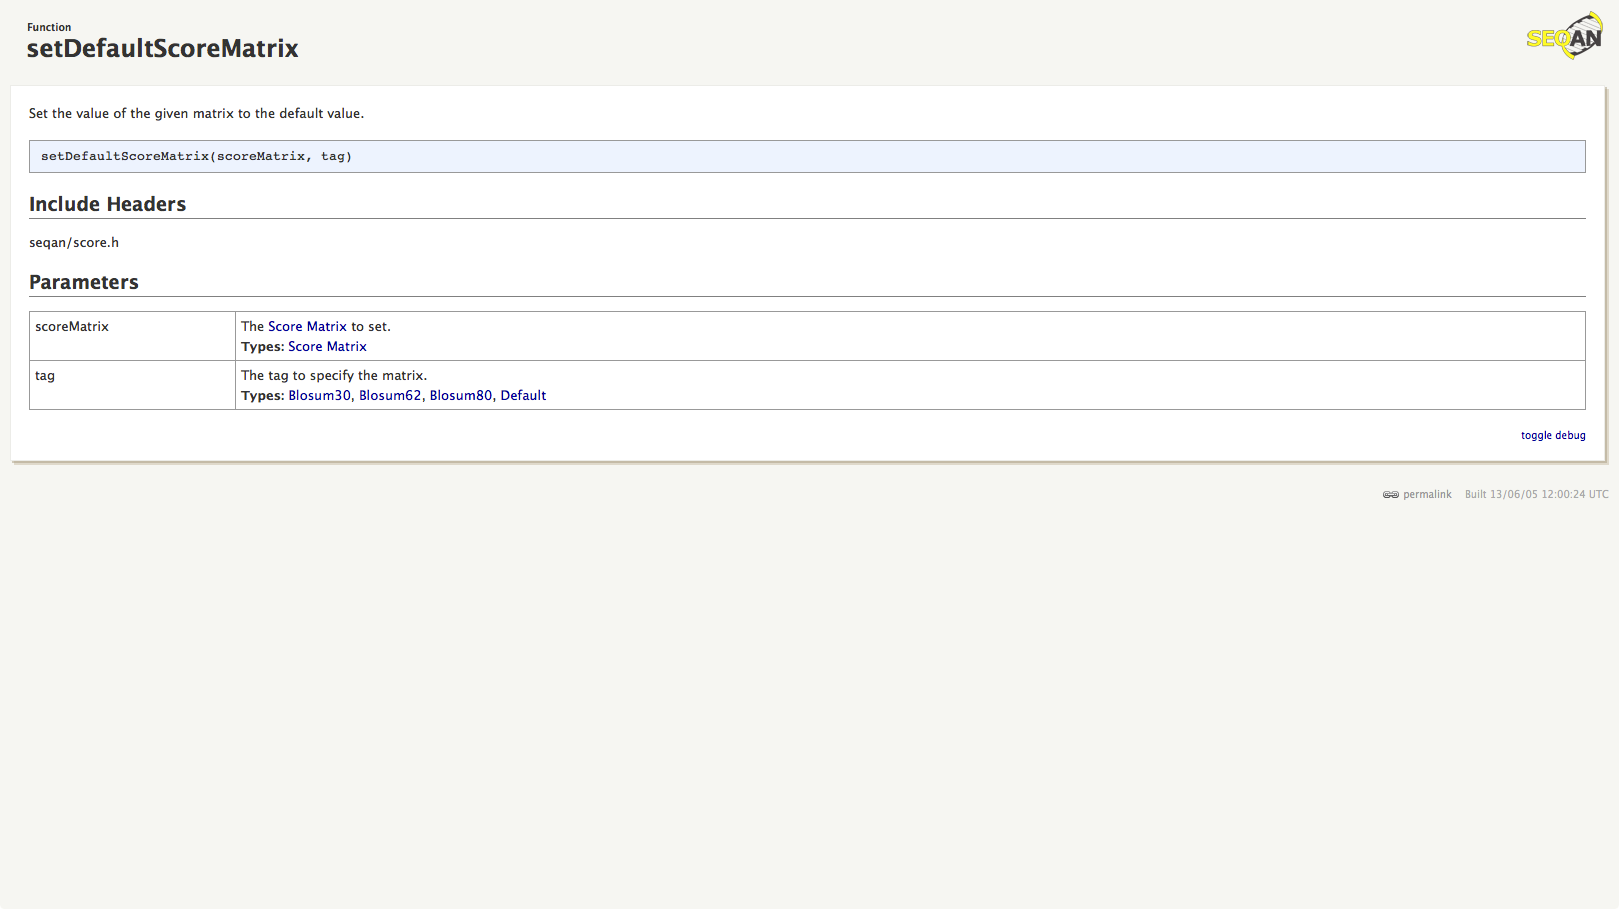 Function
setDefaultScoreMatrix
SEQAN
Set the value of the given matrix to the default value.
setDefaultScoreMatrix(scoreMatrix, tag)
Include Headers
seqan/score.h
Parameters
scoreMatrix
The Score Matrix to set.
Types: Score Matrix
tag
The tag to specify the matrix.
Types: Blosum30, Blosum62, Blosum80, Default
toggle debug
permalink Built 13/06/05 12:00:24 UTC